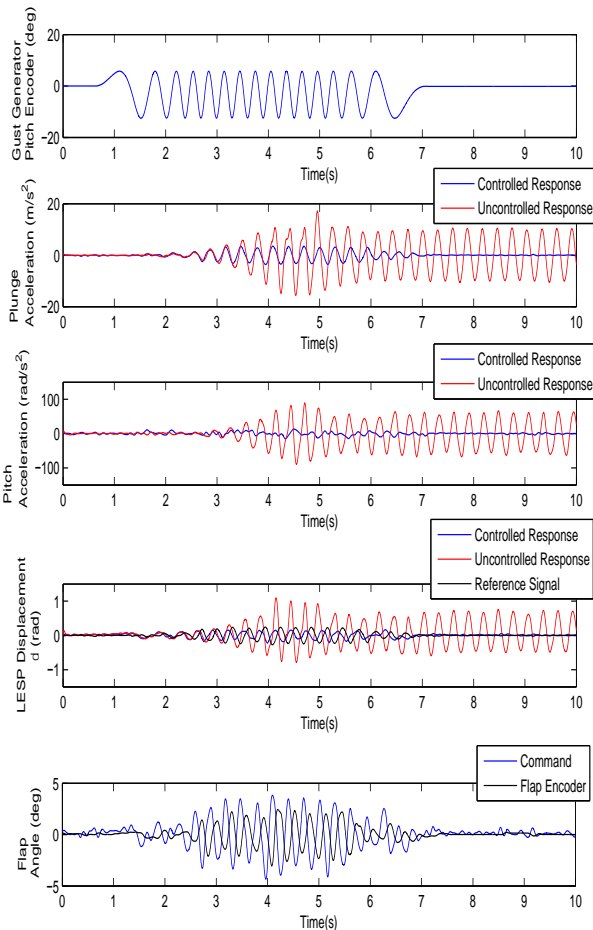 Gust Generator
Pitch Encoder (deg)
20
0
−20
0 1 2 3 4 5 6 7 8 9 10
Time(s)
Controlled Response
Uncontrolled Response
Plunge
Acceleration (m/s²)
20
0
−20
0 1 2 3 4 5 6 7 8 9 10
Time(s)
Controlled Response
Uncontrolled Response
Pitch
Acceleration (rad/s²)
100
0
−100
0 1 2 3 4 5 6 7 8 9 10
Time(s)
Controlled Response
Uncontrolled Response
Reference Signal
LESP Displacement
d (rad)
1
0
−1
0 1 2 3 4 5 6 7 8 9 10
Time(s)
Command
Flap Encoder
Flap
Angle (deg)
5
0
−5
0 1 2 3 4 5 6 7 8 9 10
Time(s)